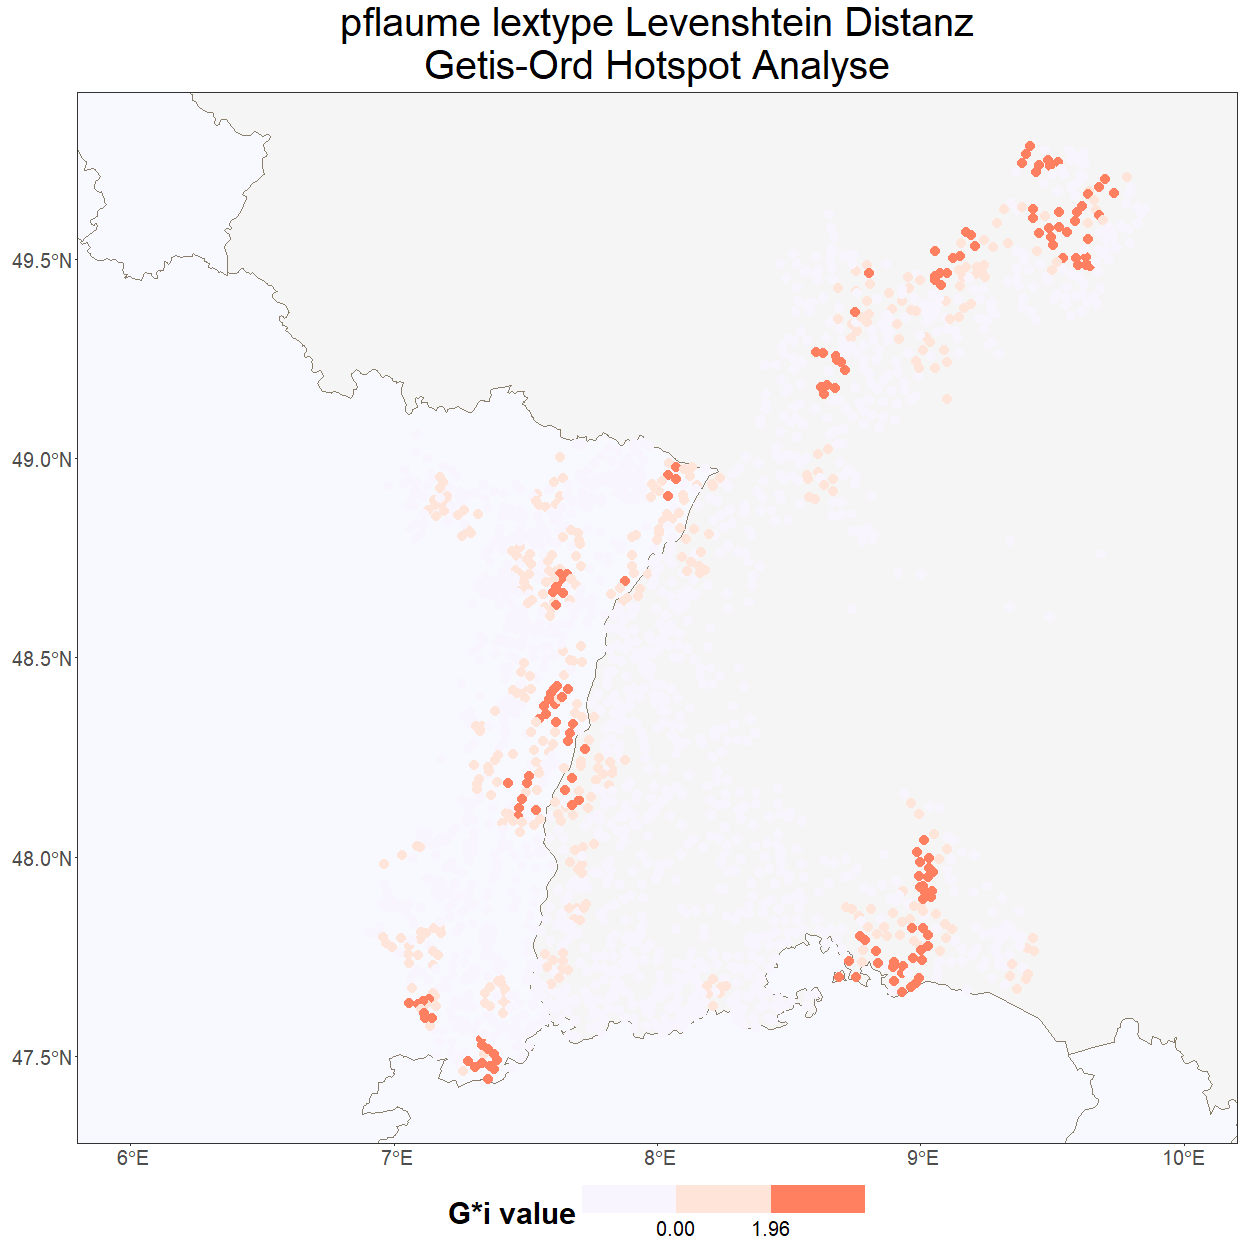 pflaume lextype Levenshtein Distanz
Getis-Ord Hotspot Analyse
49.5°N
49.0°N
48.5°N
48.0°N
47.5°N
6°E 7°E 8°E 9°E 10°E
G*i value
0.00 1.96